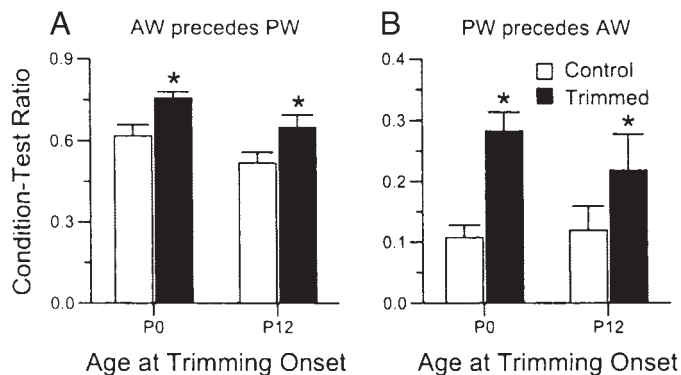 A
AW precedes PW
Condition-Test Ratio
0.9
0.6
0.3
0.0
*
*
P0
P12
Age at Trimming Onset
B
PW precedes AW
0.4
0.3
0.2
0.1
0.0
Control
Trimmed
*
*
P0
P12
Age at Trimming Onset